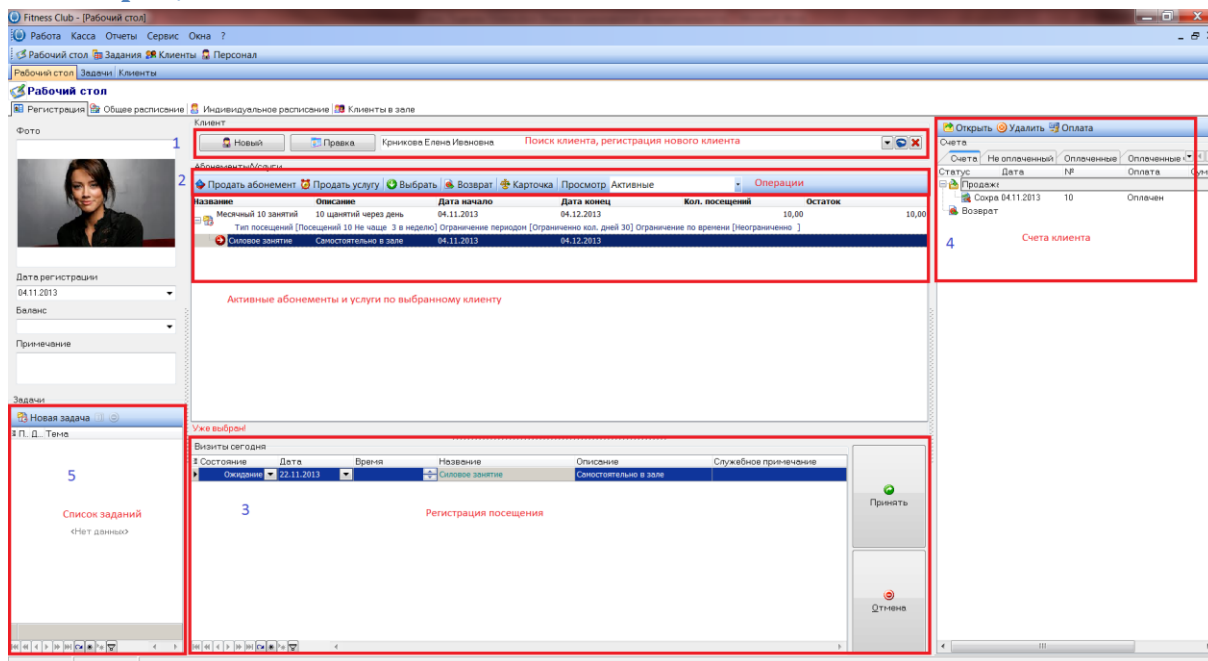 Fitness Club - [Рабочий стол]
Работа Касса Отчеты Сервис Окна ?
Рабочий стол Задания Клиенты Персонал
Рабочий стол Задачи Клиенты
Рабочий стол
Регистрация Общее расписание Индивидуальное расписание Клиенты в зале
Фото
Клиент
1
Новый Правка Крникова Елена Ивановна Поиск клиента, регистрация нового клиента
Абонементы/Услуги
2
Продать абонемент Продать услугу Выбрать Возврат Карточка Просмотр Активные Операции
Название Описание Дата начало Дата конец Кол. посещений Остаток
Месячный 10 занятий 10 щанятий через день 04.11.2013 04.12.2013 10,00 10,00
Тип посещений [Посещений 10 Не чаще 3 в неделю] Ограничение периодом [Ограниченно кол. дней 30] Ограничение по времени [Неограниченно ]
Силовое занятие Самостоятельно в зале 04.11.2013 04.12.2013
Активные абонементы и услуги по выбранному клиенту
Открыть Удалить Оплата
Счета
Счета Не оплаченный Оплаченные Оплаченные
Статус Дата № Оплата Сум
Продажи
Сохра 04.11.2013 10 Оплачен
Возврат
4
Счета клиента
Дата регистрации
04.11.2013
Баланс
Примечание
Задачи
Новая задача
П.. Д... Тема
5
Список заданий
<Нет данных>
Уже выбран!
Визиты сегодня
Состояние Дата Время Название Описание Служебное примечание
Ожидание 22.11.2013 Силовое занятие Самостоятельно в зале
3
Регистрация посещения
Принять
Отмена